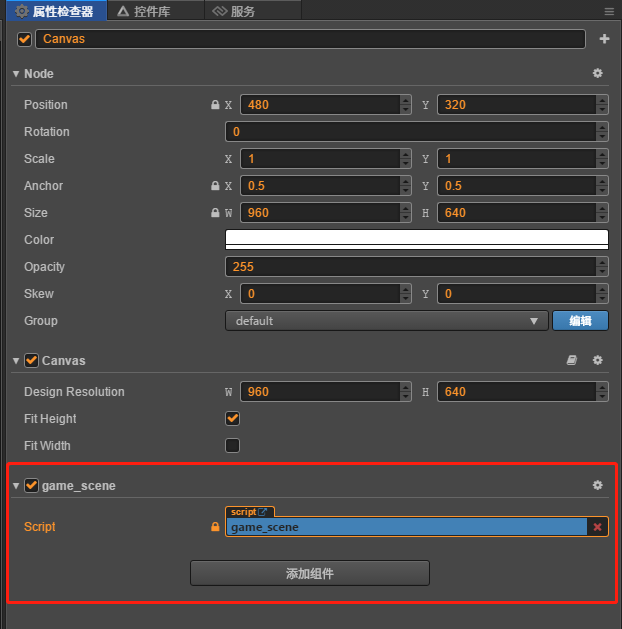 属性检查器 控件库 服务
Canvas
Node
Position X 480 Y 320
Rotation 0
Scale X 1 Y 1
Anchor X 0.5 Y 0.5
Size W 960 H 640
Color
Opacity 255
Skew X 0 Y 0
Group default 编辑
Canvas
Design Resolution W 960 H 640
Fit Height
Fit Width
game_scene
script
Script game_scene
添加组件